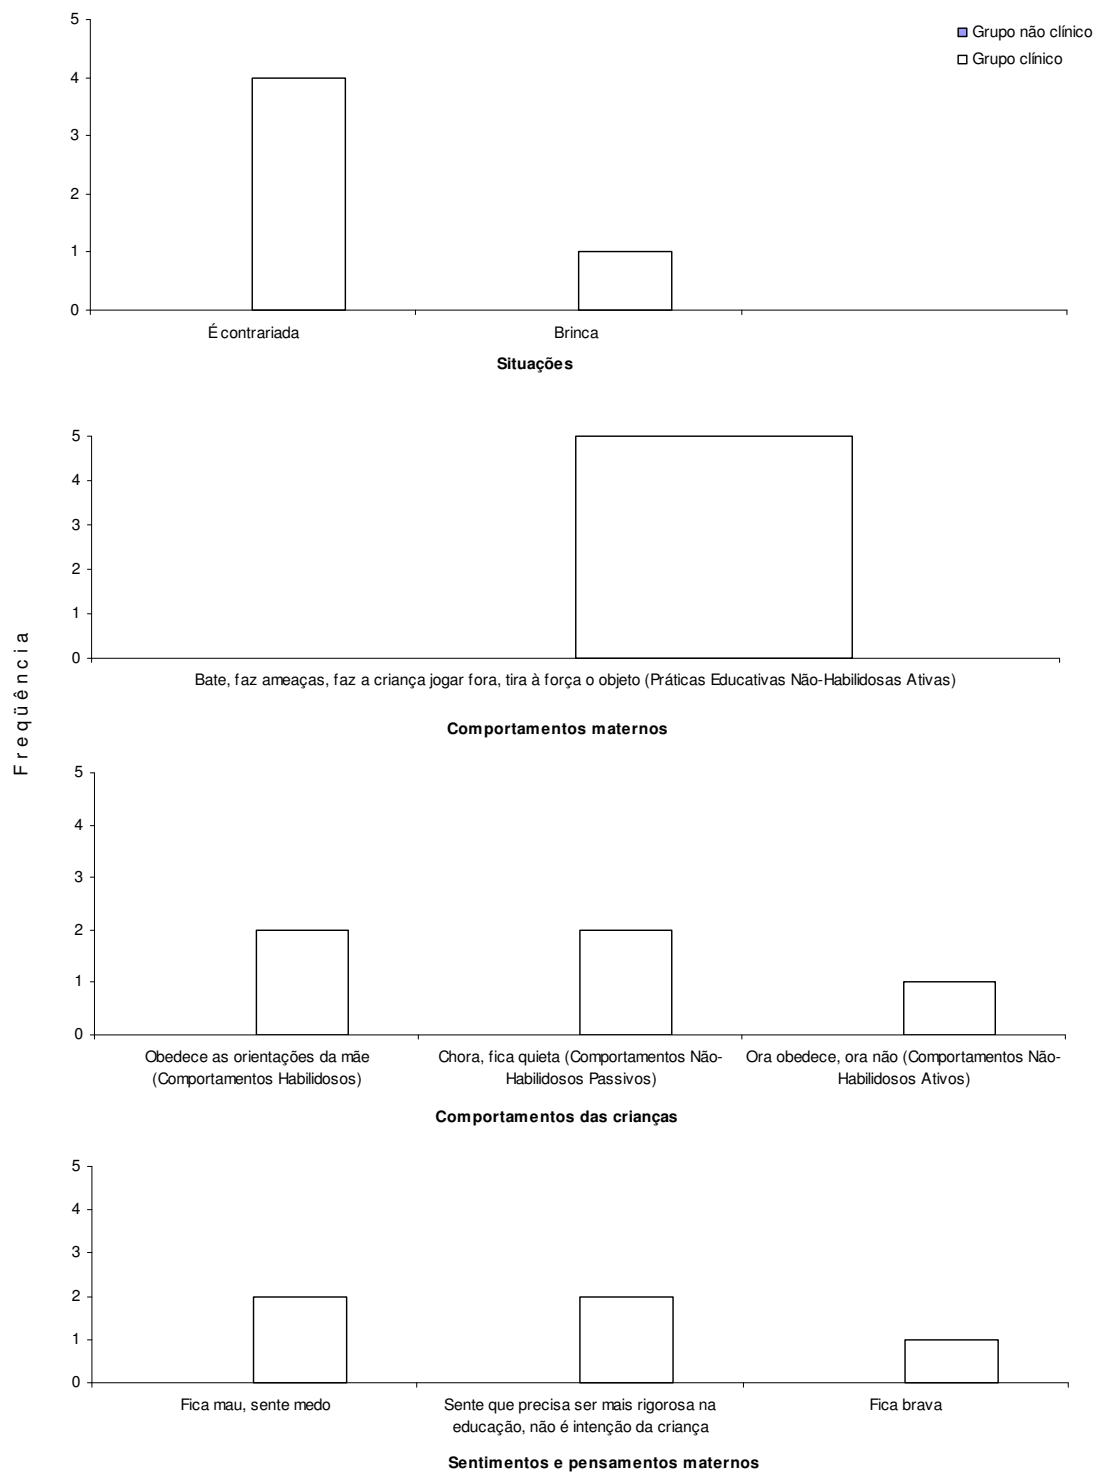 Grupo não clínico
Grupo clínico
5
4
3
2
1
0
É contrariada
Brinca
Situações
5
4
3
2
1
0
Bate, faz ameaças, faz a criança jogar fora, tira à força o objeto (Práticas Educativas Não-Habilidosas Ativas)
Comportamentos maternos
Freqüência
5
4
3
2
1
0
Obedece as orientações da mãe
(Comportamentos Habilidosos)
Chora, fica quieta (Comportamentos Não-
Habilidosos Passivos)
Ora obedece, ora não (Comportamentos Não-
Habilidosos Ativos)
Comportamentos das crianças
5
4
3
2
1
0
Fica mau, sente medo
Sente que precisa ser mais rigorosa na
educação, não é intenção da criança
Fica brava
Sentimentos e pensamentos maternos